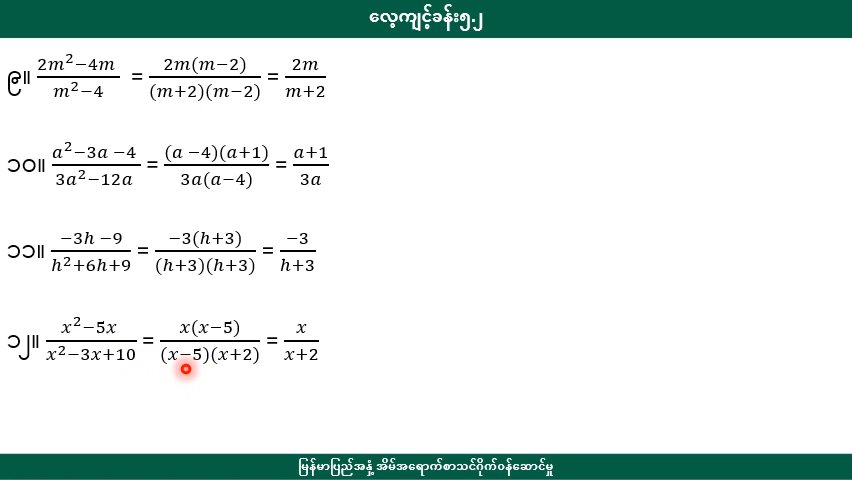 လေ့ကျင့်ခန်း၅.၂
၉။ (2m²−4m)/(m²−4) = (2m(m−2))/((m+2)(m−2)) = 2m/(m+2)
၁၀။ (a²−3a −4)/(3a²−12a) = ((a −4)(a+1))/(3a(a−4)) = (a+1)/(3a)
၁၁။ (−3h −9)/(h²+6h+9) = (−3(h+3))/((h+3)(h+3)) = (−3)/(h+3)
၁၂။ (x²−5x)/(x²−3x+10) = (x(x−5))/((x−5)(x+2)) = x/(x+2)
မြန်မာပြည်အနှံ့ အိမ်အရောက်စာသင်ဂိုက်ဝန်ဆောင်မှု